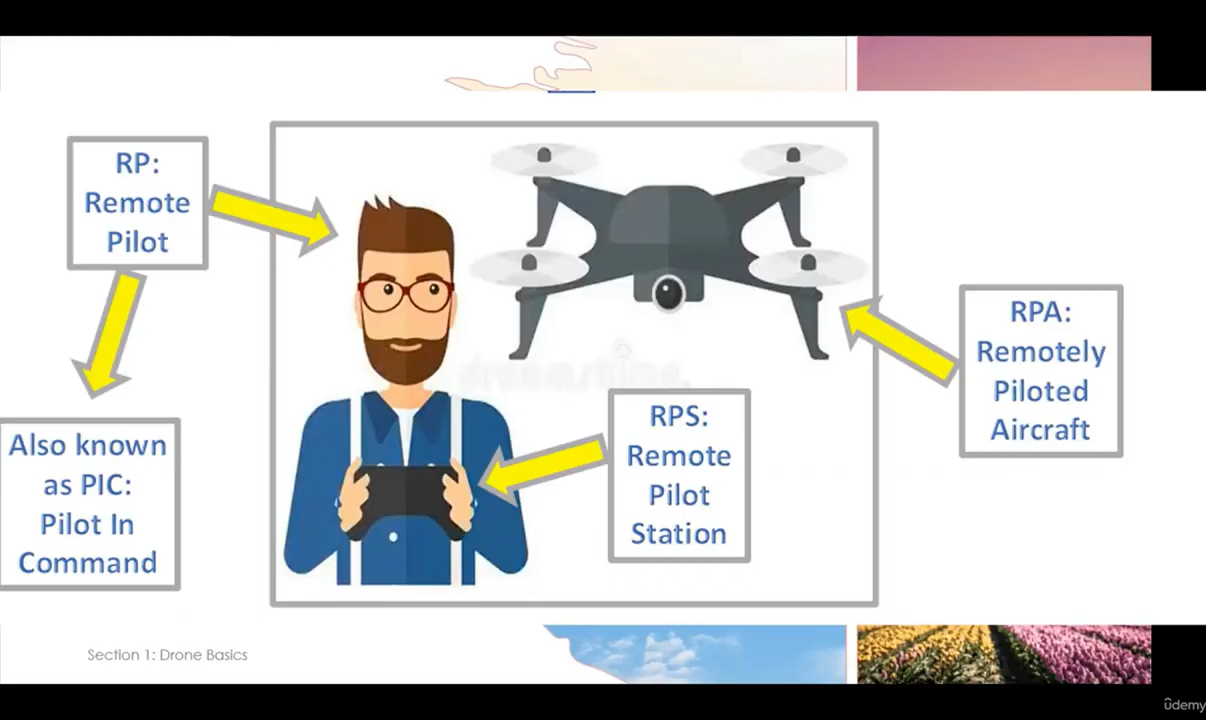 RP:
Remote
Pilot
Also known
as PIC:
Pilot In
Command
RPS:
Remote
Pilot
Station
RPA:
Remotely
Piloted
Aircraft
dreamstime.
Section 1: Drone Basics
ûdemy